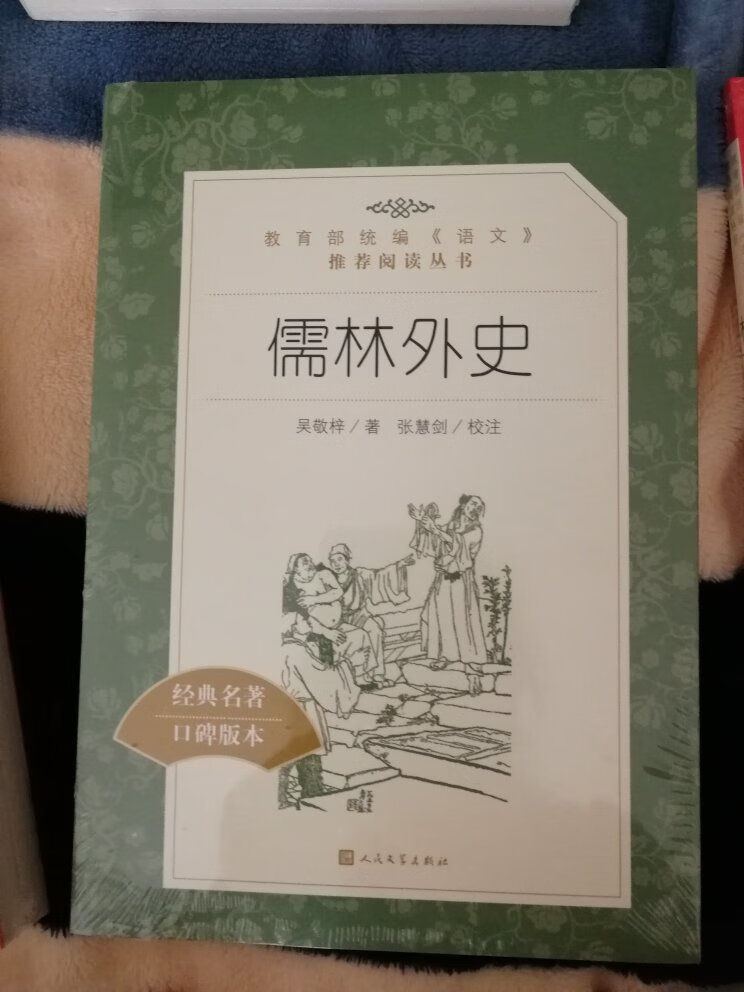 教育部统编《语文》
推荐阅读丛书
儒林外史
吴敬梓/著 张慧剑/校注
经典名著
口碑版本
人民文学出版社